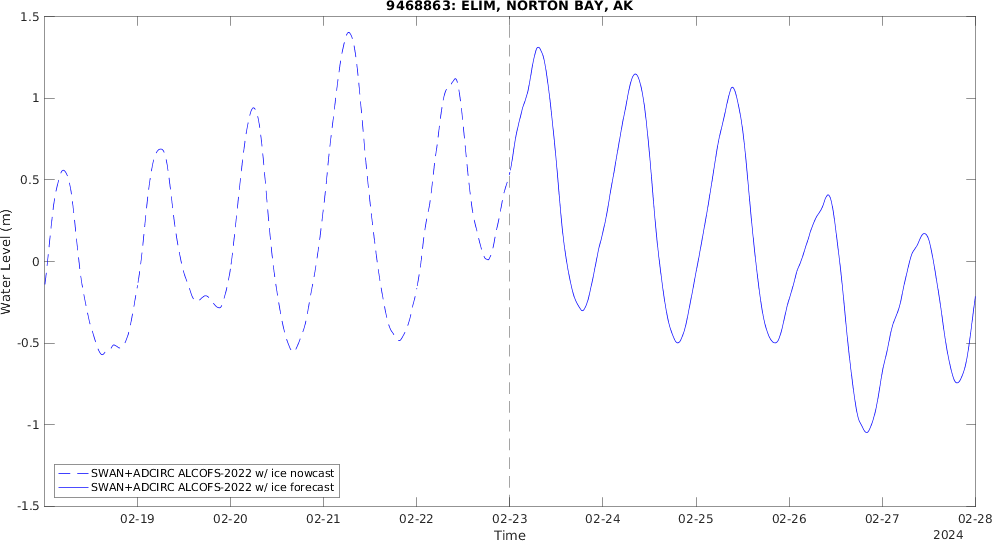 9468863: ELIM, NORTON BAY, AK
1.5
1
0.5
0
-0.5
-1
-1.5
Water Level (m)
SWAN+ADCIRC ALCOFS-2022 w/ ice nowcast
SWAN+ADCIRC ALCOFS-2022 w/ ice forecast
02-19 02-20 02-21 02-22 02-23 02-24 02-25 02-26 02-27 02-28
Time
2024